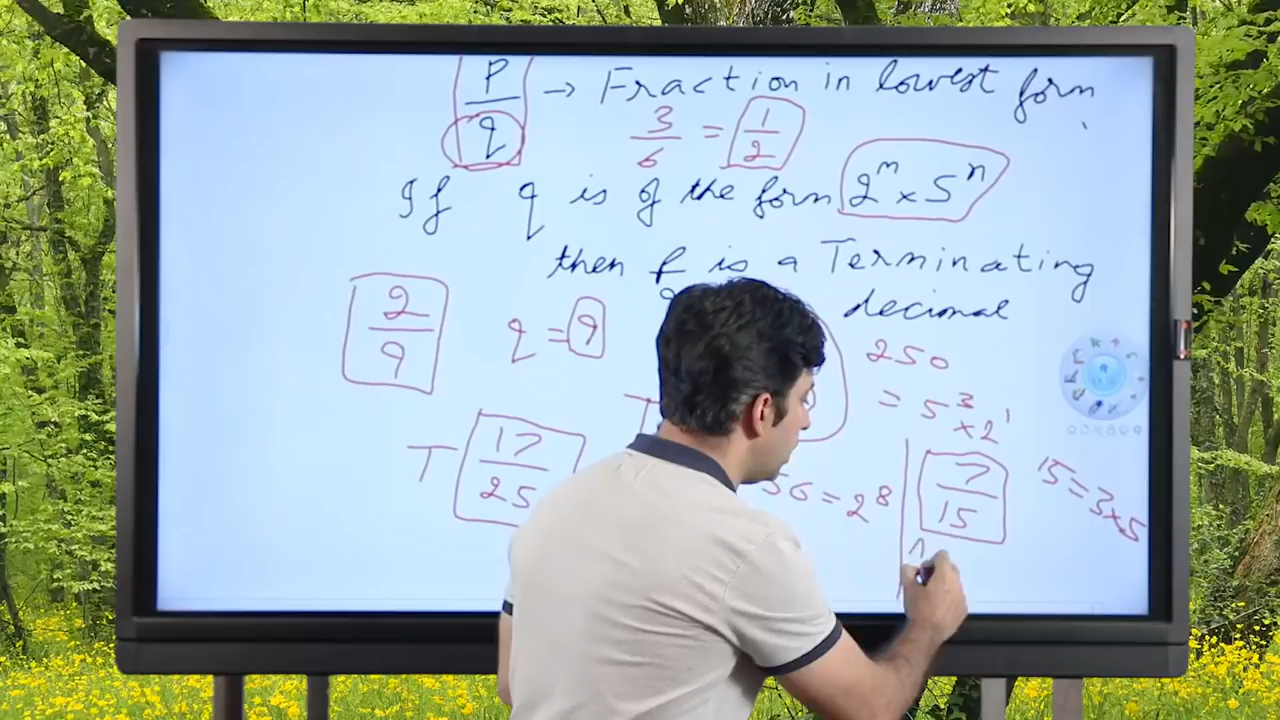 P/q → Fraction in lowest form
3/6 = 1/2
If q is of the form 2^m × 5^n
then P is a Terminating
decimal
2/9 q = 9
250
= 5^3
× 2^1
T 17/25
56 = 2^8
7/15
15 = 3 × 5